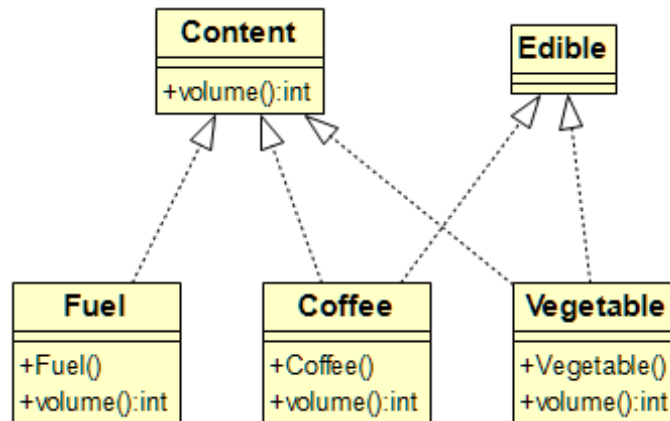 Content
+volume():int
Edible
Fuel
+Fuel()
+volume():int
Coffee
+Coffee()
+volume():int
Vegetable
+Vegetable()
+volume():int